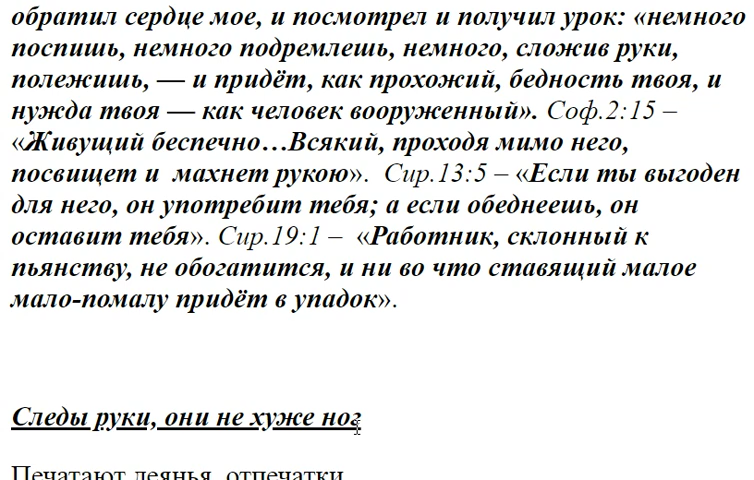 обратил сердце мое, и посмотрел и получил урок: «немного
поспишь, немного подремлешь, немного, сложив руки,
полежишь, — и придёт, как прохожий, бедность твоя, и
нужда твоя — как человек вооруженный». Соф.2:15 –
«Живущий беспечно…Всякий, проходя мимо него,
посвищет и махнет рукою». Сир.13:5 – «Если ты выгоден
для него, он употребит тебя; а если обеднеешь, он
оставит тебя». Сир.19:1 – «Работник, склонный к
пьянству, не обогатится, и ни во что ставящий малое
мало-помалу придёт в упадок».
Следы руки, они не хуже ног
Печатают деянья, отпечатки